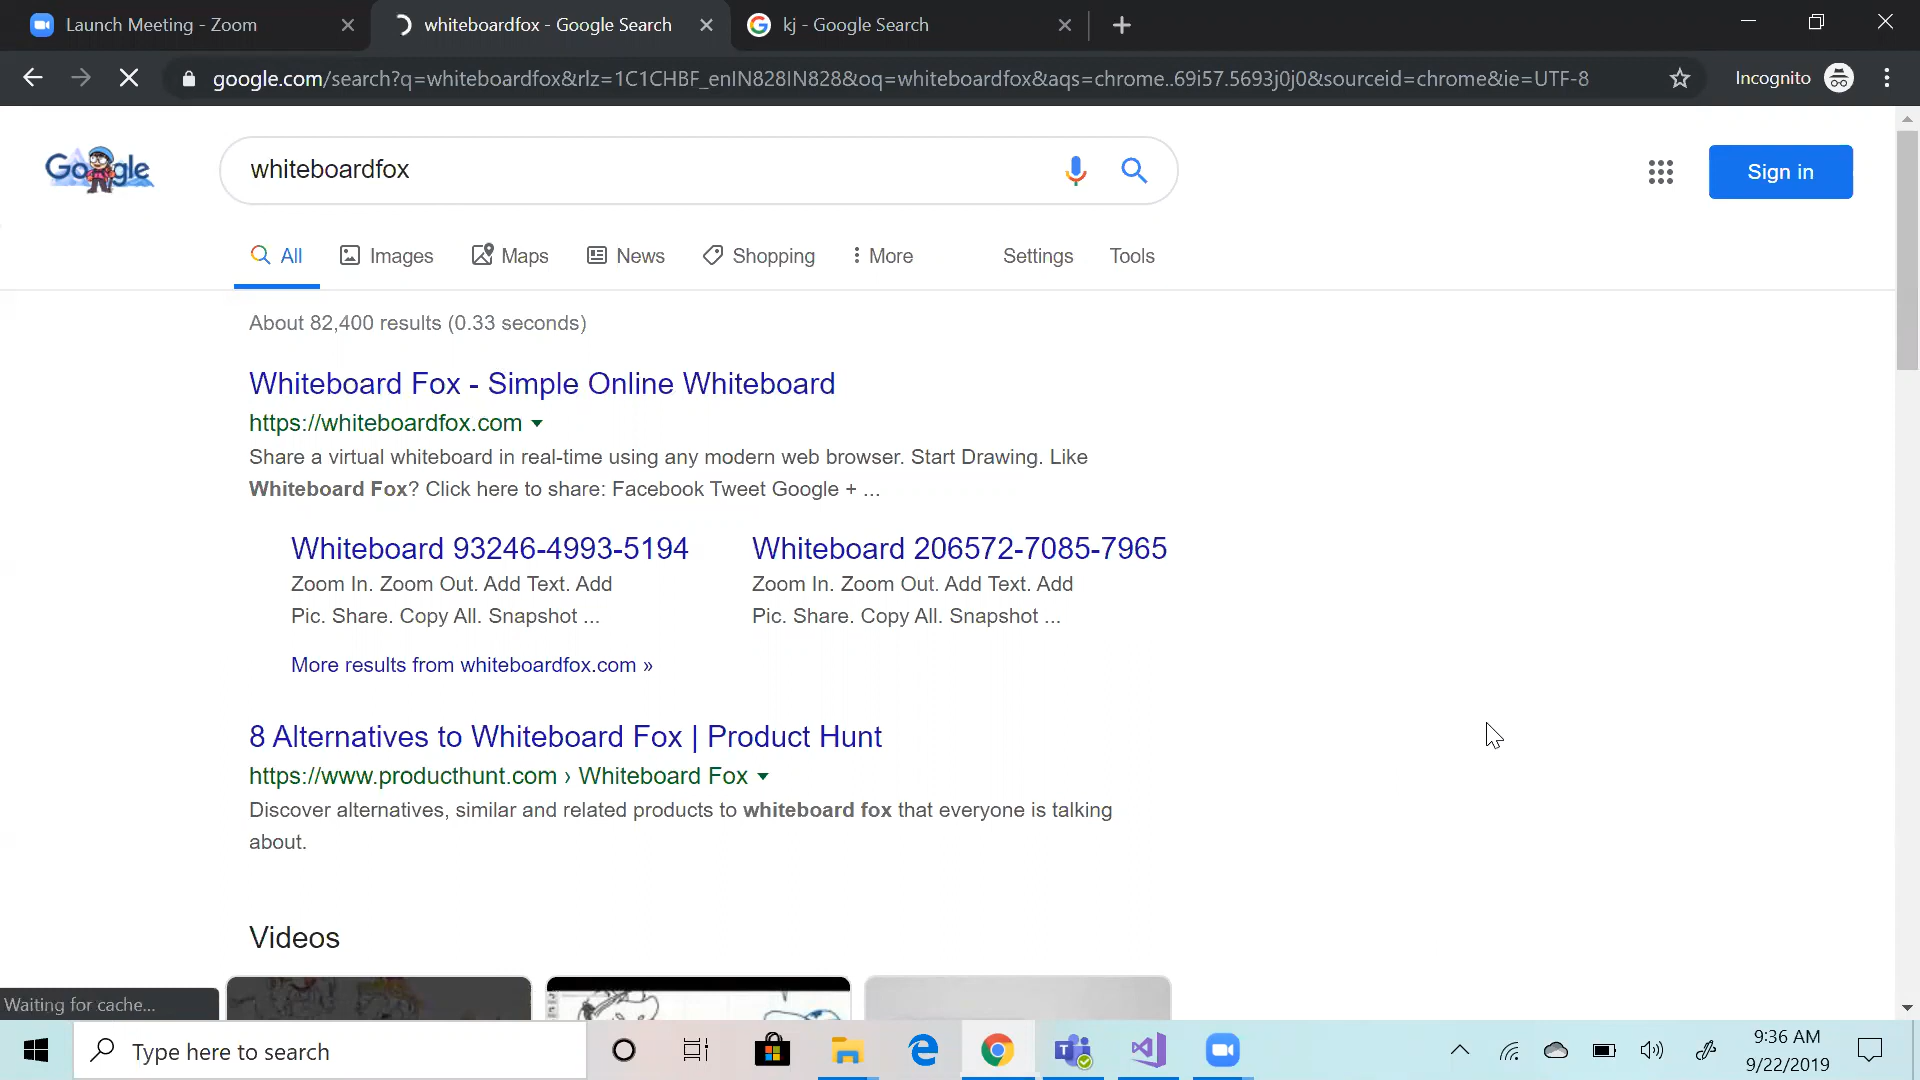 Launch Meeting - Zoom
whiteboardfox - Google Search
kj - Google Search
google.com/search?q=whiteboardfox&rlz=1C1CHBF_enIN828IN828&oq=whiteboardfox&aqs=chrome..69i57.5693j0j0&sourceid=chrome&ie=UTF-8
Incognito
Google
whiteboardfox
Sign in
All
Images
Maps
News
Shopping
More
Settings
Tools
About 82,400 results (0.33 seconds)
Whiteboard Fox - Simple Online Whiteboard
https://whiteboardfox.com
Share a virtual whiteboard in real-time using any modern web browser. Start Drawing. Like
Whiteboard Fox? Click here to share: Facebook Tweet Google + ...
Whiteboard 93246-4993-5194
Zoom In. Zoom Out. Add Text. Add
Pic. Share. Copy All. Snapshot ...
Whiteboard 206572-7085-7965
Zoom In. Zoom Out. Add Text. Add
Pic. Share. Copy All. Snapshot ...
More results from whiteboardfox.com »
8 Alternatives to Whiteboard Fox | Product Hunt
https://www.producthunt.com › Whiteboard Fox
Discover alternatives, similar and related products to whiteboard fox that everyone is talking
about.
Videos
Waiting for cache...
Type here to search
9:36 AM
9/22/2019